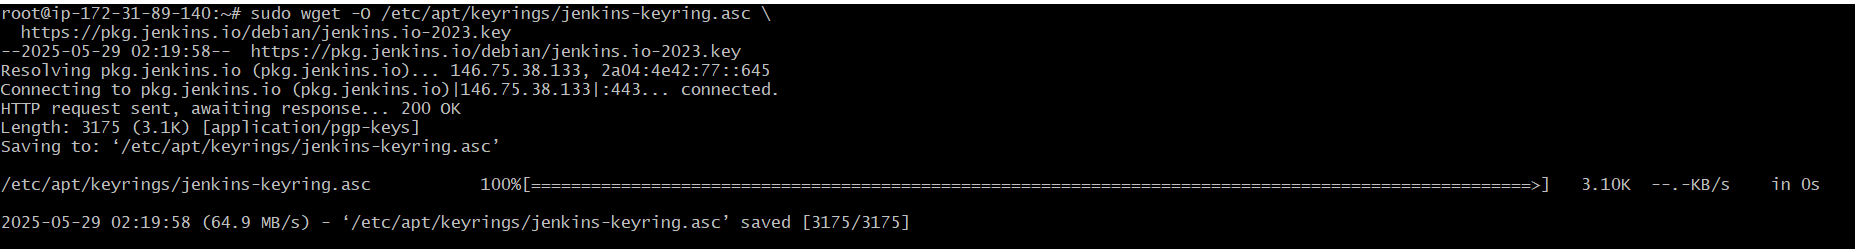 root@ip-172-31-89-140:~# sudo wget -O /etc/apt/keyrings/jenkins-keyring.asc \
  https://pkg.jenkins.io/debian/jenkins.io-2023.key
--2025-05-29 02:19:58--  https://pkg.jenkins.io/debian/jenkins.io-2023.key
Resolving pkg.jenkins.io (pkg.jenkins.io)... 146.75.38.133, 2a04:4e42:77::645
Connecting to pkg.jenkins.io (pkg.jenkins.io)|146.75.38.133|:443... connected.
HTTP request sent, awaiting response... 200 OK
Length: 3175 (3.1K) [application/pgp-keys]
Saving to: ‘/etc/apt/keyrings/jenkins-keyring.asc’
/etc/apt/keyrings/jenkins-keyring.asc           100%[====================================================================================================>]   3.10K  --.-KB/s    in 0s
2025-05-29 02:19:58 (64.9 MB/s) - ‘/etc/apt/keyrings/jenkins-keyring.asc’ saved [3175/3175]